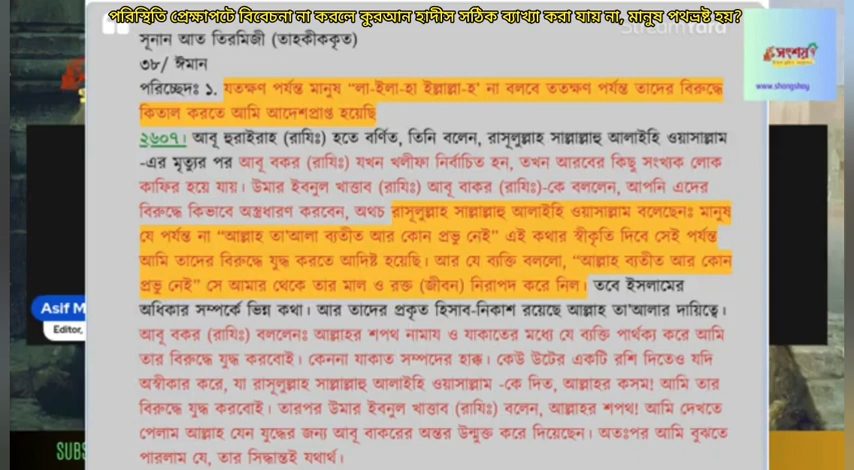 পরিস্থিতি প্রেক্ষাপটে বিবেচনা না করলে কুরআন হাদীস সঠিক ব্যাখ্যা করা যায় না, মানুষ পথভ্রষ্ট হয়?
StreamYard
সূনান আত তিরমিজী (তাহকীককৃত)
৩৮/ ঈমান
পরিচ্ছেদঃ ১. যতক্ষণ পর্যন্ত মানুষ “লা-ইলা-হা ইল্লাল্লা-হ’ না বলবে ততক্ষণ পর্যন্ত তাদের বিরুদ্ধে
কিতাল করতে আমি আদেশপ্রাপ্ত হয়েছি
২৬০৭। আবূ হুরাইরাহ (রাযিঃ) হতে বর্ণিত, তিনি বলেন, রাসূলুল্লাহ সাল্লাল্লাহু আলাইহি ওয়াসাল্লাম
-এর মৃত্যুর পর আবূ বকর (রাযিঃ) যখন খলীফা নির্বাচিত হন, তখন আরবের কিছু সংখ্যক লোক
কাফির হয়ে যায়। উমার ইবনুল খাত্তাব (রাযিঃ) আবূ বাকর (রাযিঃ)-কে বললেন, আপনি এদের
বিরুদ্ধে কিভাবে অস্ত্রধারণ করবেন, অথচ রাসূলুল্লাহ সাল্লাল্লাহু আলাইহি ওয়াসাল্লাম বলেছেনঃ মানুষ
যে পর্যন্ত না “আল্লাহ তা'আলা ব্যতীত আর কোন প্রভু নেই” এই কথার স্বীকৃতি দিবে সেই পর্যন্ত
আমি তাদের বিরুদ্ধে যুদ্ধ করতে আদিষ্ট হয়েছি। আর যে ব্যক্তি বললো, “আল্লাহ ব্যতীত আর কোন
প্রভু নেই” সে আমার থেকে তার মাল ও রক্ত (জীবন) নিরাপদ করে নিল। তবে ইসলামের
অধিকার সম্পর্কে ভিন্ন কথা। আর তাদের প্রকৃত হিসাব-নিকাশ রয়েছে আল্লাহ তা'আলার দায়িত্বে।
আবূ বকর (রাযিঃ) বললেনঃ আল্লাহর শপথ নামায ও যাকাতের মধ্যে যে ব্যক্তি পার্থক্য করে আমি
তার বিরুদ্ধে যুদ্ধ করবোই। কেননা যাকাত সম্পদের হাক্ক। কেউ উটের একটি রশি দিতেও যদি
অস্বীকার করে, যা রাসূলুল্লাহ সাল্লাল্লাহু আলাইহি ওয়াসাল্লাম -কে দিত, আল্লাহর কসম! আমি তার
বিরুদ্ধে যুদ্ধ করবোই। তারপর উমার ইবনুল খাত্তাব (রাযিঃ) বলেন, আল্লাহর শপথ! আমি দেখতে
পেলাম আল্লাহ যেন যুদ্ধের জন্য আবূ বাকরের অন্তর উন্মুক্ত করে দিয়েছেন। অতঃপর আমি বুঝতে
পারলাম যে, তার সিদ্ধান্তই যথার্থ।
সংশয়
www.shongshoy
Asif M
Editor,
SUBS